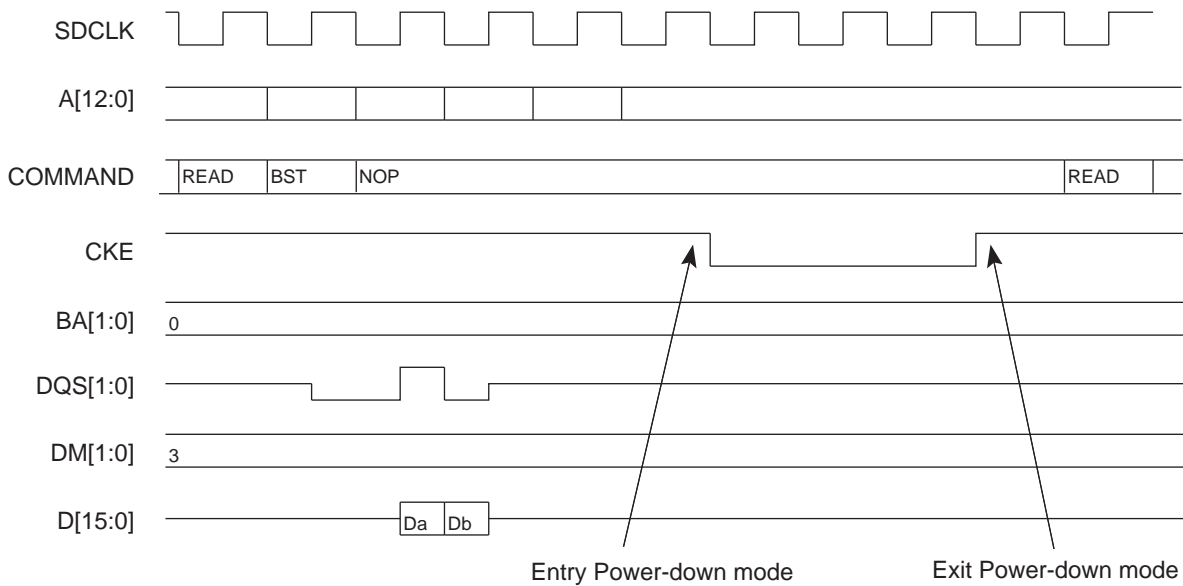 SDCLK
A[12:0]
COMMAND READ BST NOP READ
CKE
BA[1:0] 0
DQS[1:0]
DM[1:0] 3
D[15:0] Da Db
Entry Power-down mode Exit Power-down mode